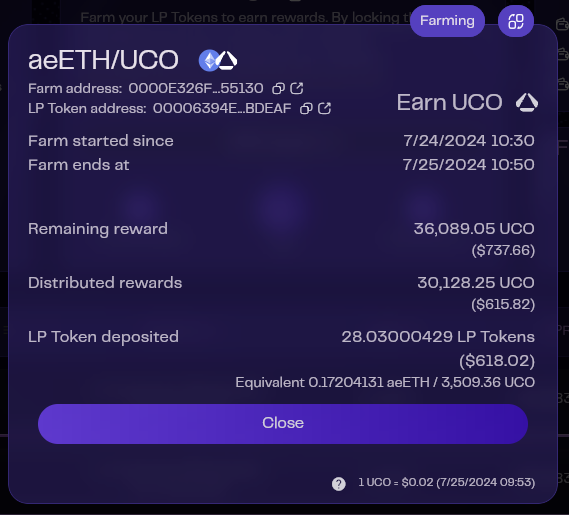 Farm your LP Tokens to earn rewards. By locking th
Farming
aeETH/UCO
Farm address: 0000E326F...55130
LP Token address: 00006394E...BDEAF
Earn UCO
Farm started since 7/24/2024 10:30
Farm ends at 7/25/2024 10:50
Remaining reward 36,089.05 UCO
($737.66)
Distributed rewards 30,128.25 UCO
($615.82)
LP Token deposited 28.03000429 LP Tokens
($618.02)
Equivalent 0.17204131 aeETH / 3,509.36 UCO
Close
? 1 UCO = $0.02 (7/25/2024 09:53)